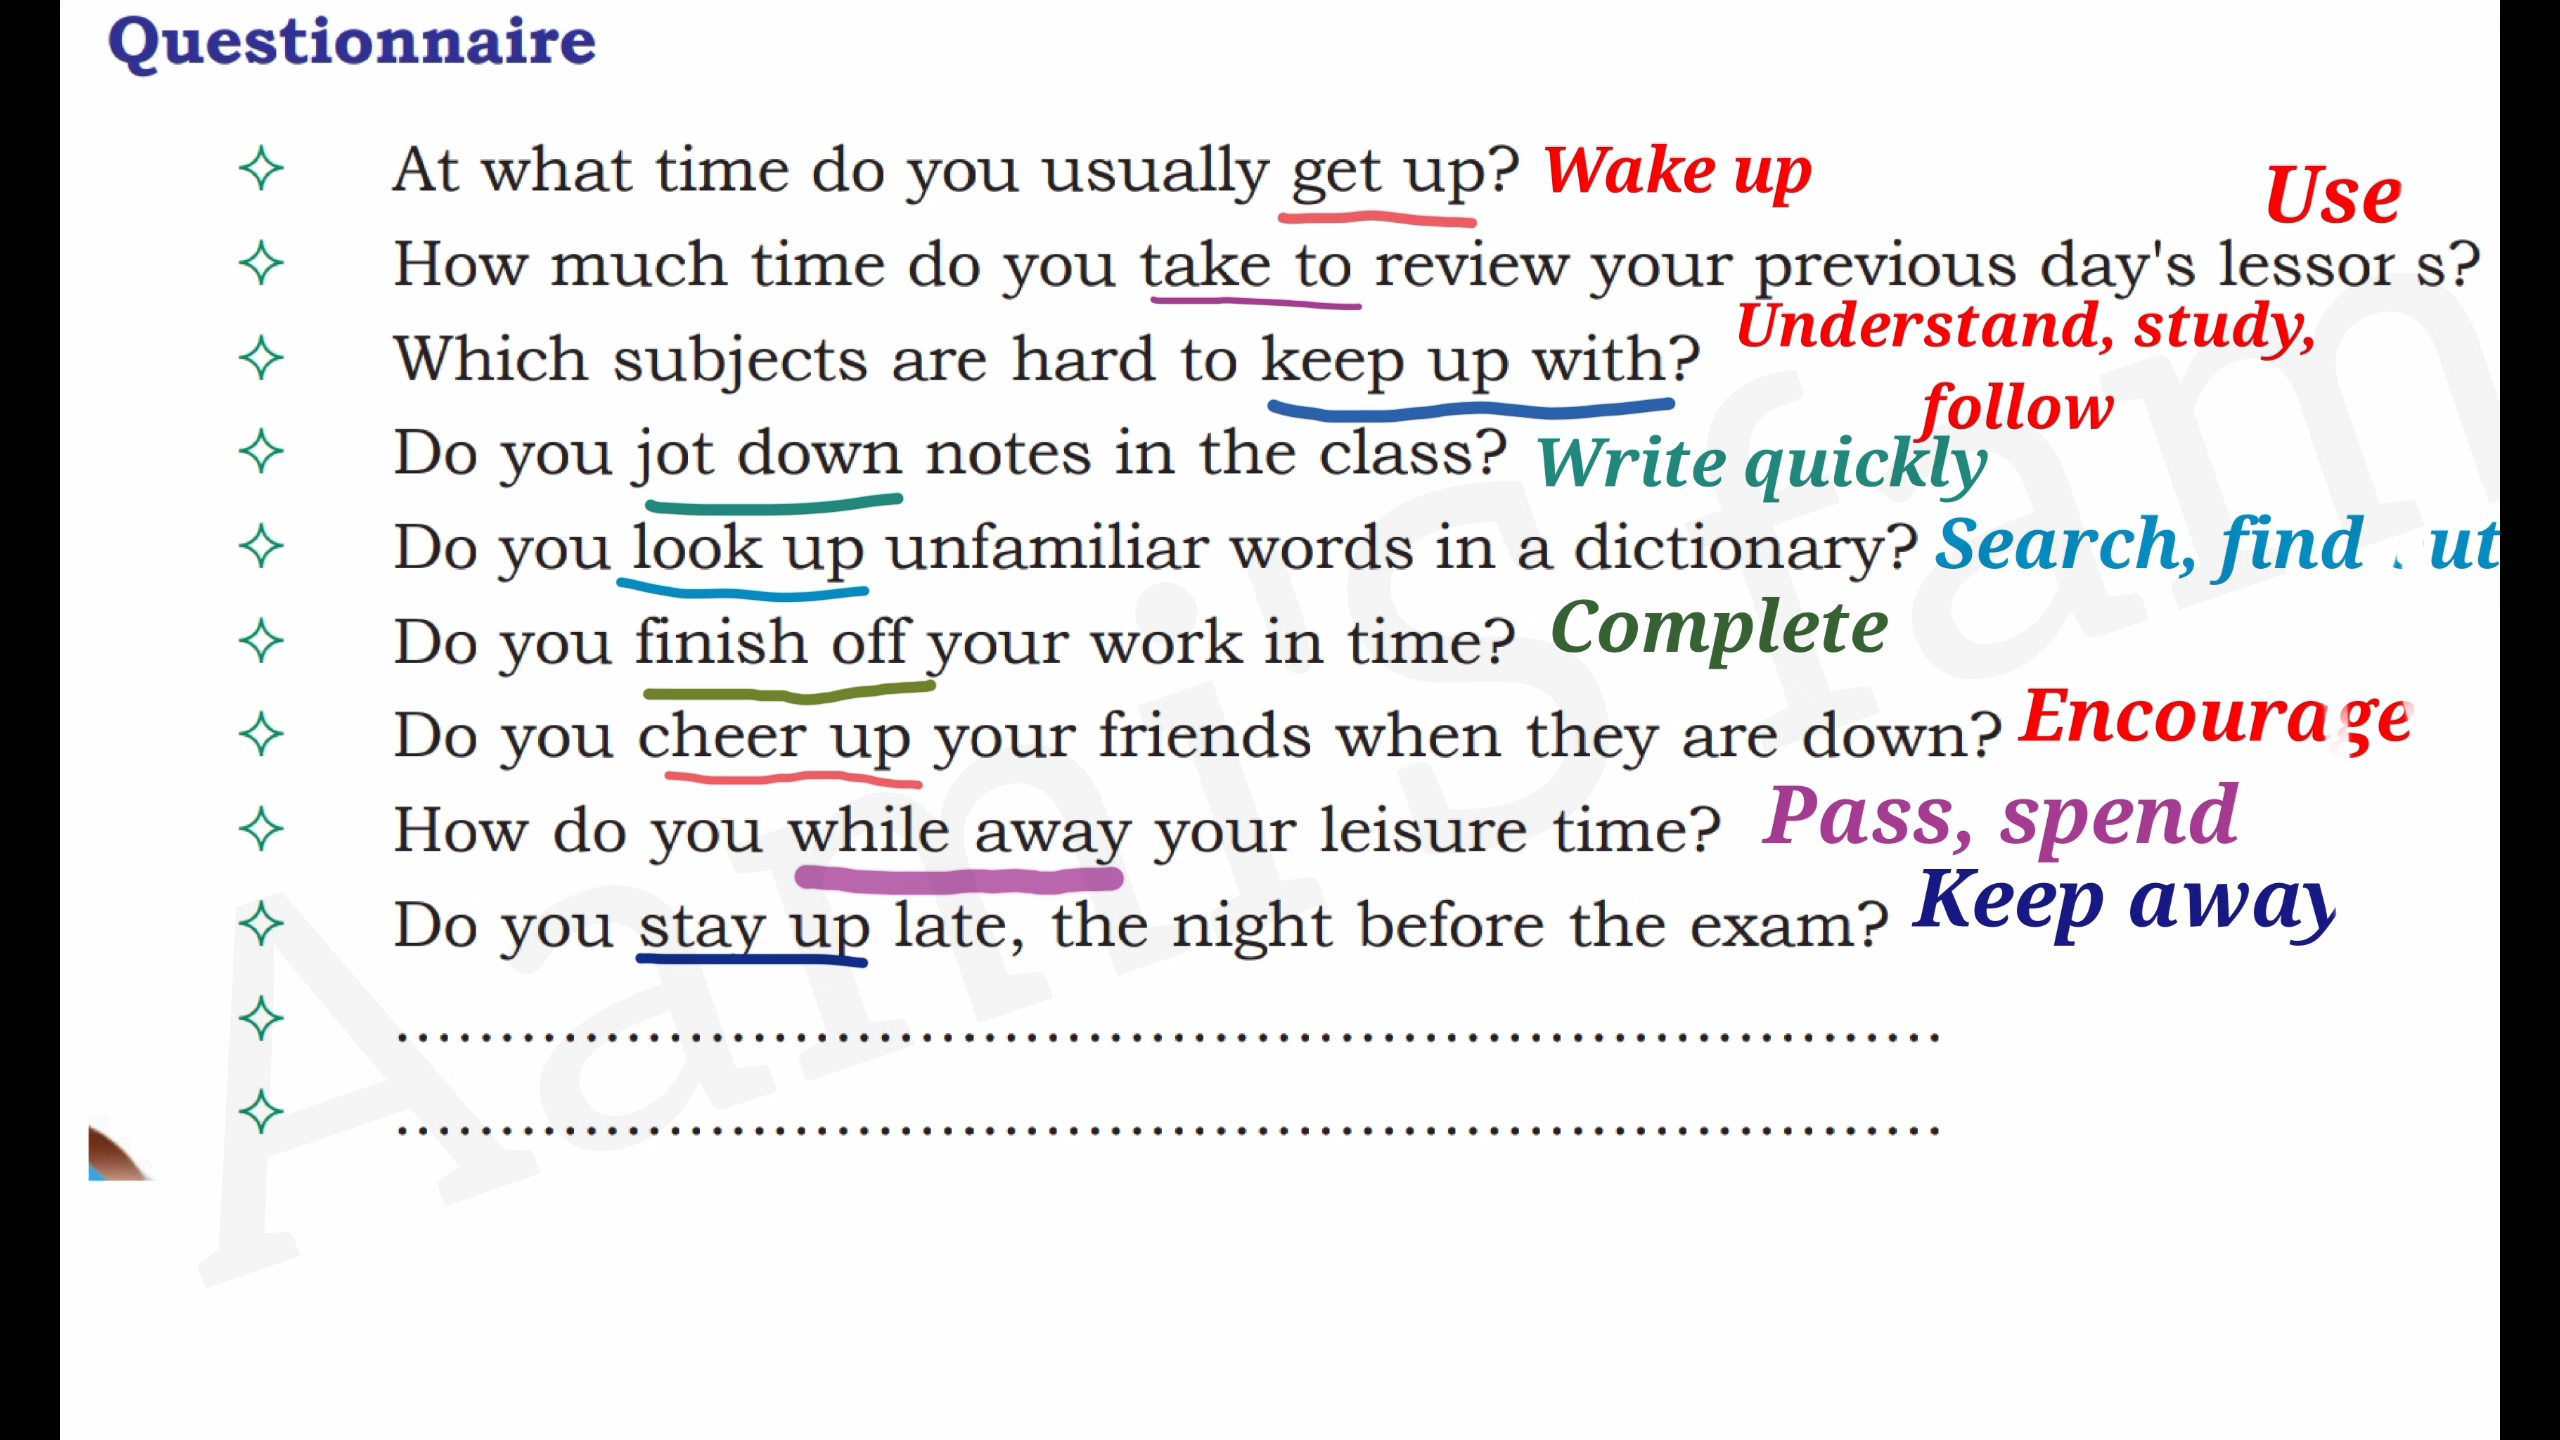 Questionnaire
At what time do you usually get up? Wake up
Use
How much time do you take to review your previous day's lessor s?
Understand, study,
Which subjects are hard to keep up with?
follow
Do you jot down notes in the class? Write quickly
Do you look up unfamiliar words in a dictionary? Search, find ut
Do you finish off your work in time? Complete
Do you cheer up your friends when they are down? Encourage
How do you while away your leisure time? Pass, spend
Do you stay up late, the night before the exam? Keep away
Aami's fam